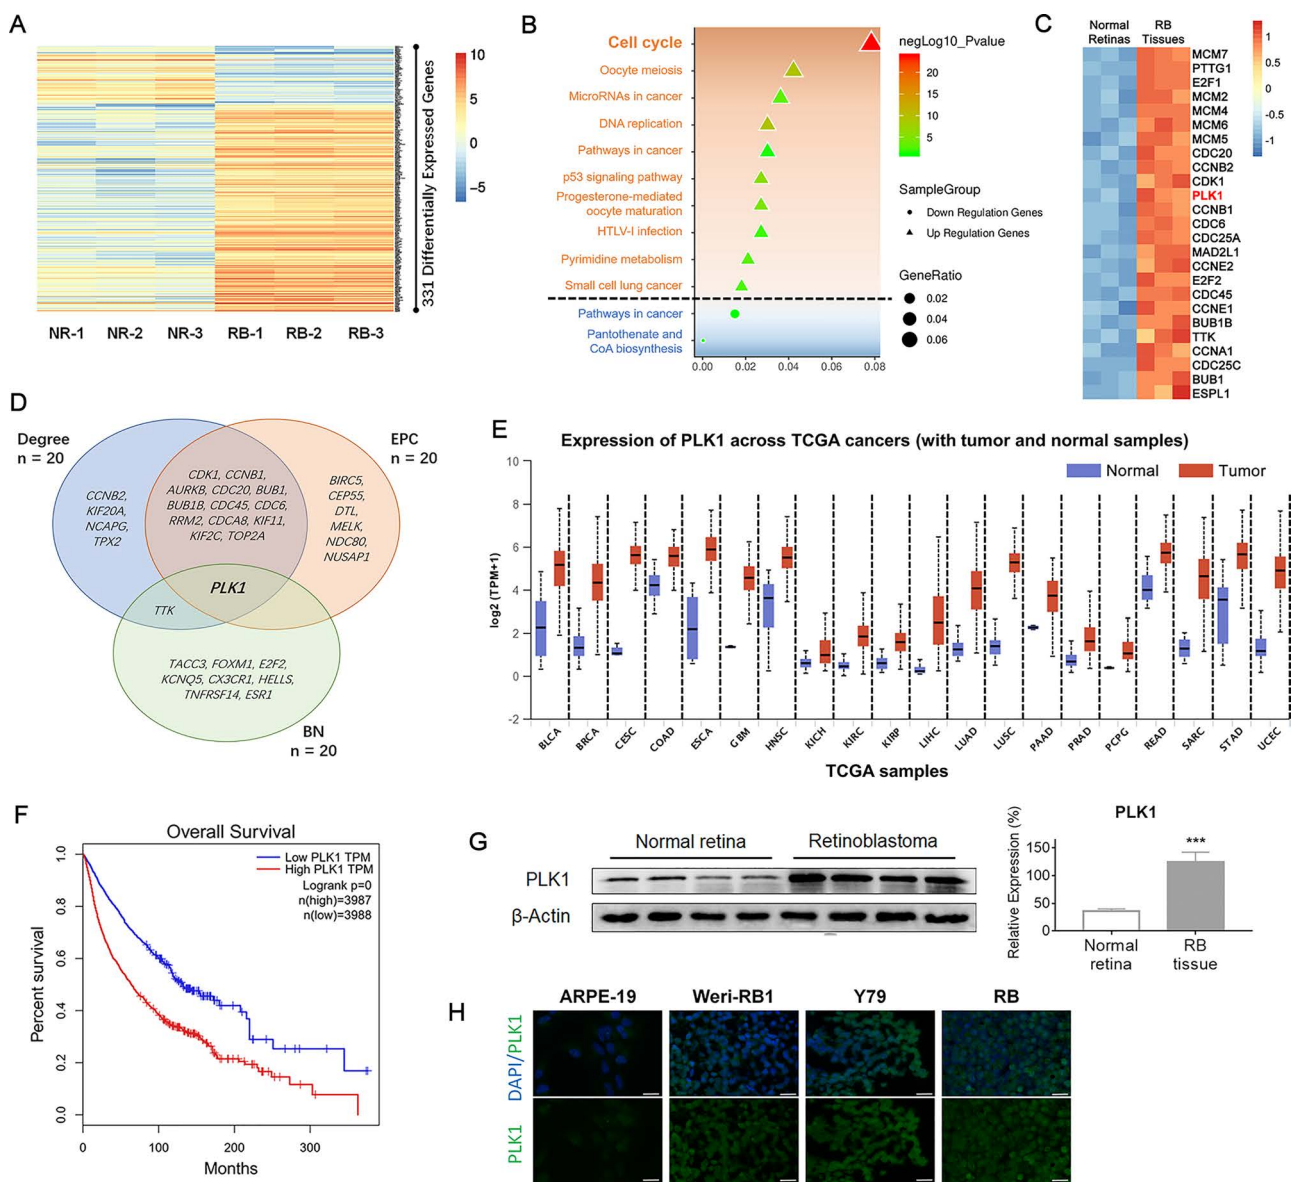 A
10
5
0
−5
331 Differentially Expressed Genes
NR-1 NR-2 NR-3 RB-1 RB-2 RB-3
B
Cell cycle
Oocyte meiosis
MicroRNAs in cancer
DNA replication
Pathways in cancer
p53 signaling pathway
Progesterone-mediated
oocyte maturation
HTLV-I infection
Pyrimidine metabolism
Small cell lung cancer
Pathways in cancer
Pantothenate and
CoA biosynthesis
0.00 0.02 0.04 0.06 0.08
negLog10_Pvalue
20
15
10
5
SampleGroup
Down Regulation Genes
Up Regulation Genes
GeneRatio
0.02
0.04
0.06
C
Normal RB
Retinas Tissues
MCM7
PTTG1
E2F1
MCM2
MCM4
MCM6
MCM5
CDC20
CCNB2
CDK1
PLK1
CCNB1
CDC6
CDC25A
MAD2L1
CCNE2
E2F2
CDC45
CCNE1
BUB1B
TTK
CCNA1
CDC25C
BUB1
ESPL1
1
0.5
0
-0.5
-1
D
Degree
n = 20
EPC
n = 20
CCNB2,
KIF20A,
NCAPG,
TPX2
CDK1, CCNB1,
AURKB, CDC20, BUB1,
BUB1B, CDC45, CDC6,
RRM2, CDCA8, KIF11,
KIF2C, TOP2A
BIRC5,
CEP55,
DTL,
MELK,
NDC80,
NUSAP1
PLK1
TTK
TACC3, FOXM1, E2F2,
KCNQ5, CX3CR1, HELLS,
TNFRSF14, ESR1
BN
n = 20
E
Expression of PLK1 across TCGA cancers (with tumor and normal samples)
Normal Tumor
log2 (TPM+1)
10
8
6
4
2
0
-2
BLCA BRCA CESC COAD ESCA GBM HNSC KICH KIRC KIRP LIHC LUAD LUSC PAAD PRAD PCPG READ SARC STAD UCEC
TCGA samples
F
Overall Survival
Low PLK1 TPM
High PLK1 TPM
Logrank p=0
n(high)=3987
n(low)=3988
Percent survival
1.0
0.8
0.6
0.4
0.2
0.0
0 100 200 300
Months
G
Normal retina Retinoblastoma
PLK1
β-Actin
PLK1
Relative Expression (%)
150
100
50
0
***
Normal RB
retina tissue
H
ARPE-19 Weri-RB1 Y79 RB
DAPI/PLK1
PLK1